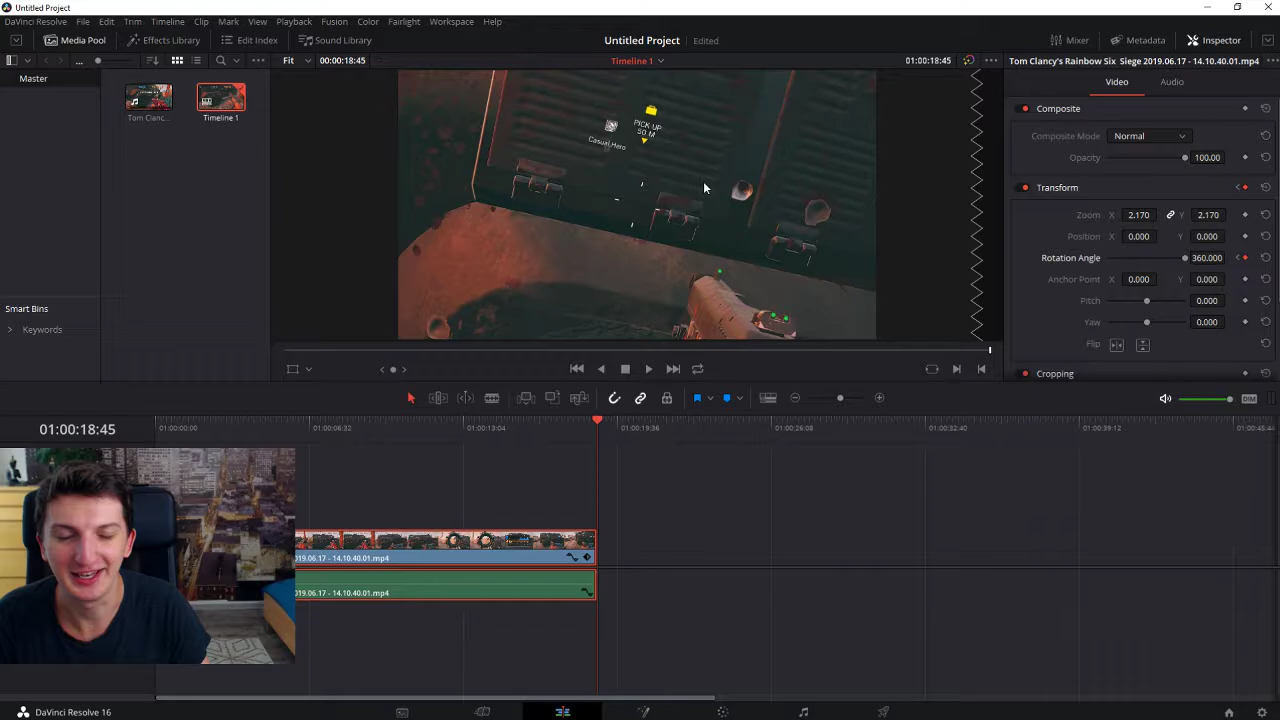 Untitled Project
DaVinci Resolve File Edit Trim Timeline Clip Mark View Playback Fusion Color Fairlight Workspace Help
Media Pool Effects Library Edit Index Sound Library Untitled Project Edited Mixer Metadata Inspector
... Fit 00:00:18:45 Timeline 1 01:00:18:45 Tom Clancy's Rainbow Six Siege 2019.06.17 - 14.10.40.01.mp4
Master
Video Audio
Tom Clanc... Timeline 1
Composite
Composite Mode Normal
Opacity 100.00
Transform
Zoom X 2.170 Y 2.170
Position X 0.000 Y 0.000
Rotation Angle 360.000
Anchor Point X 0.000 Y 0.000
Pitch 0.000
Yaw 0.000
Flip
Cropping
PICK UP
50 M
Casual Hero
Smart Bins
Keywords
DIM
01:00:18:45
01:00:00:00 01:00:06:32 01:00:13:04 01:00:19:36 01:00:26:08 01:00:32:40 01:00:39:12 01:00:45:44
2019.06.17 - 14.10.40.01.mp4
2019.06.17 - 14.10.40.01.mp4
DaVinci Resolve 16